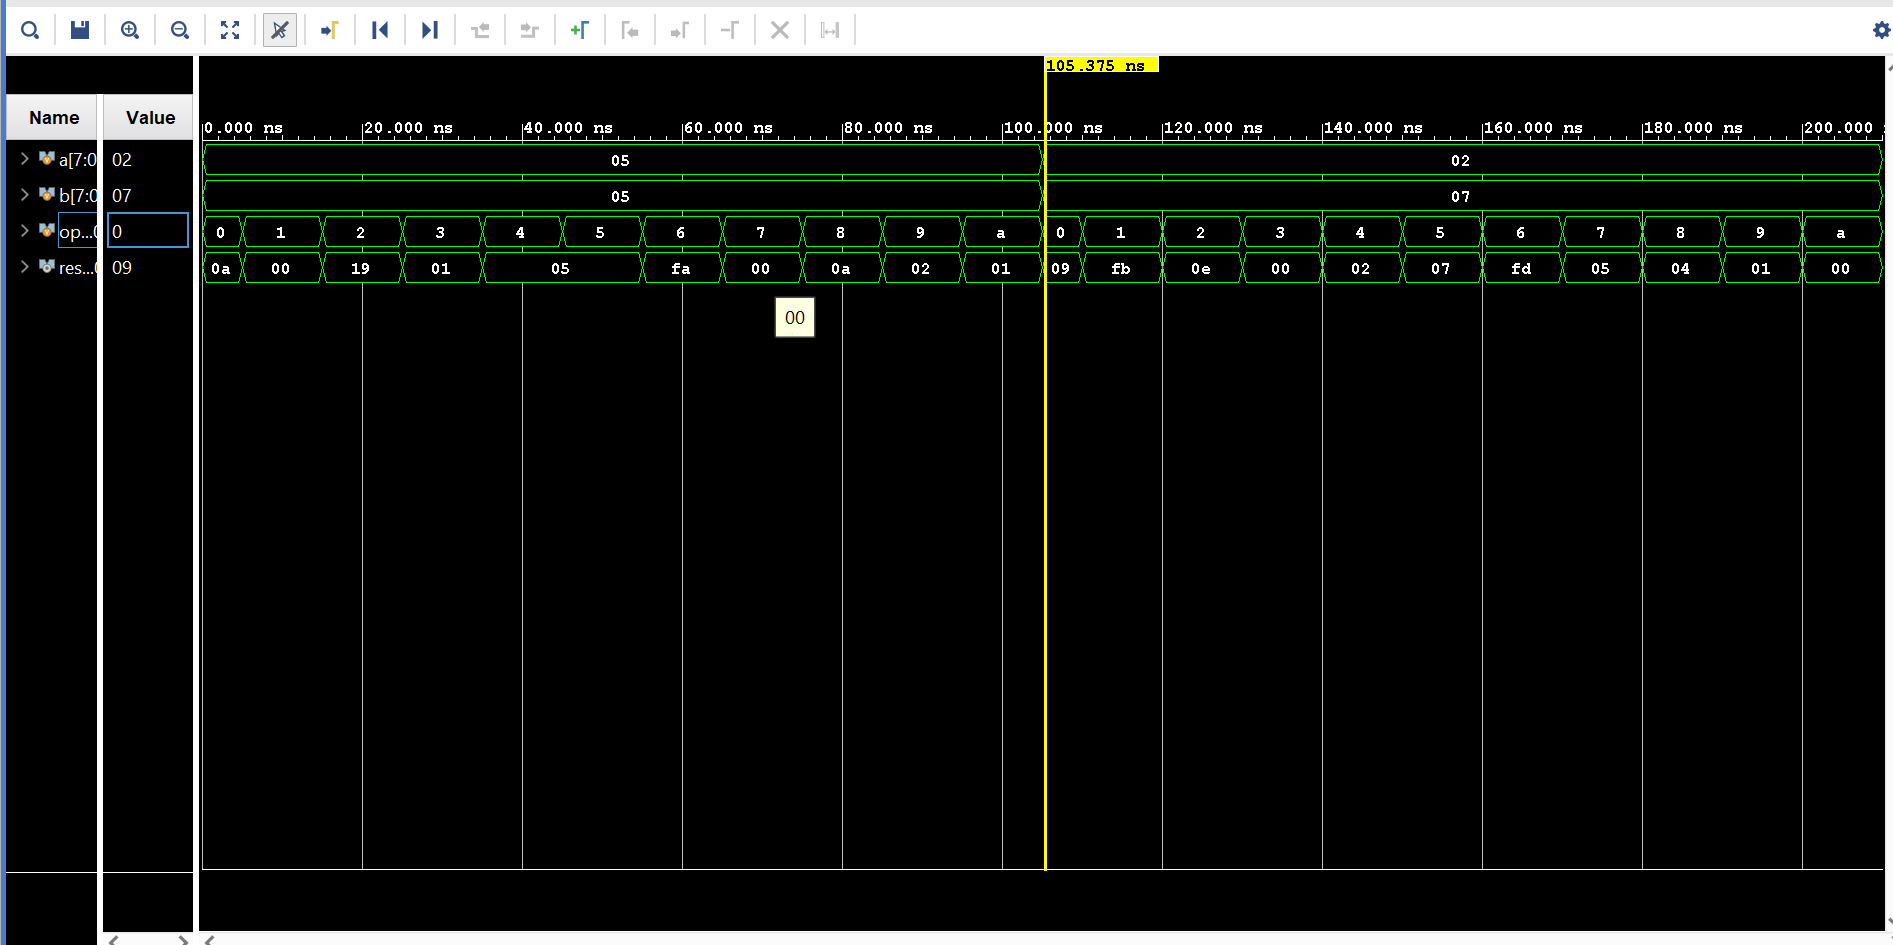 105.375 ns
Name Value
0.000 ns 20.000 ns 40.000 ns 60.000 ns 80.000 ns 100.000 ns 120.000 ns 140.000 ns 160.000 ns 180.000 ns 200.000
a[7:0 02 05 02
b[7:0 07 05 07
op...0 0 0 1 2 3 4 5 6 7 8 9 a 0 1 2 3 4 5 6 7 8 9 a
res...0 09 0a 00 19 01 05 fa 00 0a 02 01 09 fb 0e 00 02 07 fd 05 04 01 00
00